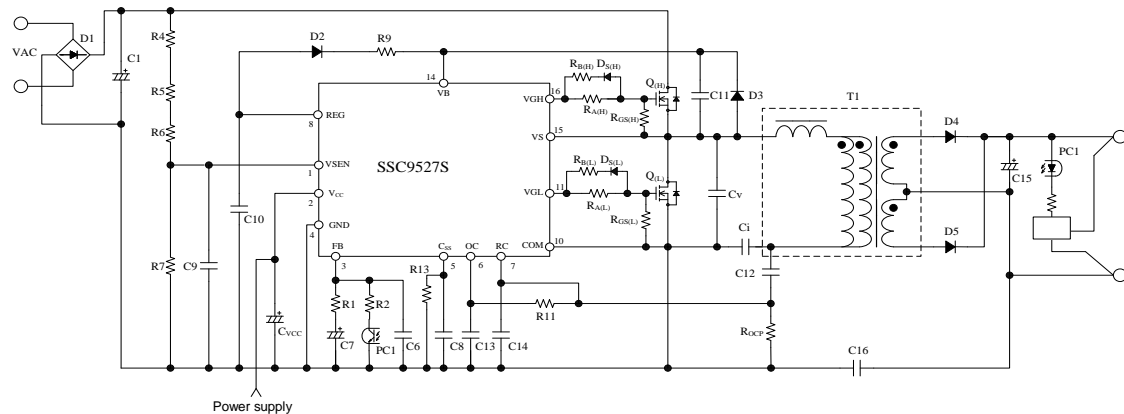 D1
VAC
C1
R4
R5
R6
R7
C9
C10
D2
R9
14
VB
SSC9527S
REG
8
VSEN
1
VCC
2
GND
4
FB
3
CSS
5
OC
6
RC
7
VGH
16
VS
15
VGL
11
COM
10
RB(H)
DS(H)
RA(H)
RGS(H)
Q(H)
C11
D3
RB(L)
DS(L)
RA(L)
RGS(L)
Q(L)
Cv
Ci
T1
D4
D5
C15
PC1
C12
ROCP
R11
R13
R1
R2
C7
PC1
C6
C8
C13
C14
C16
CVCC
Power supply